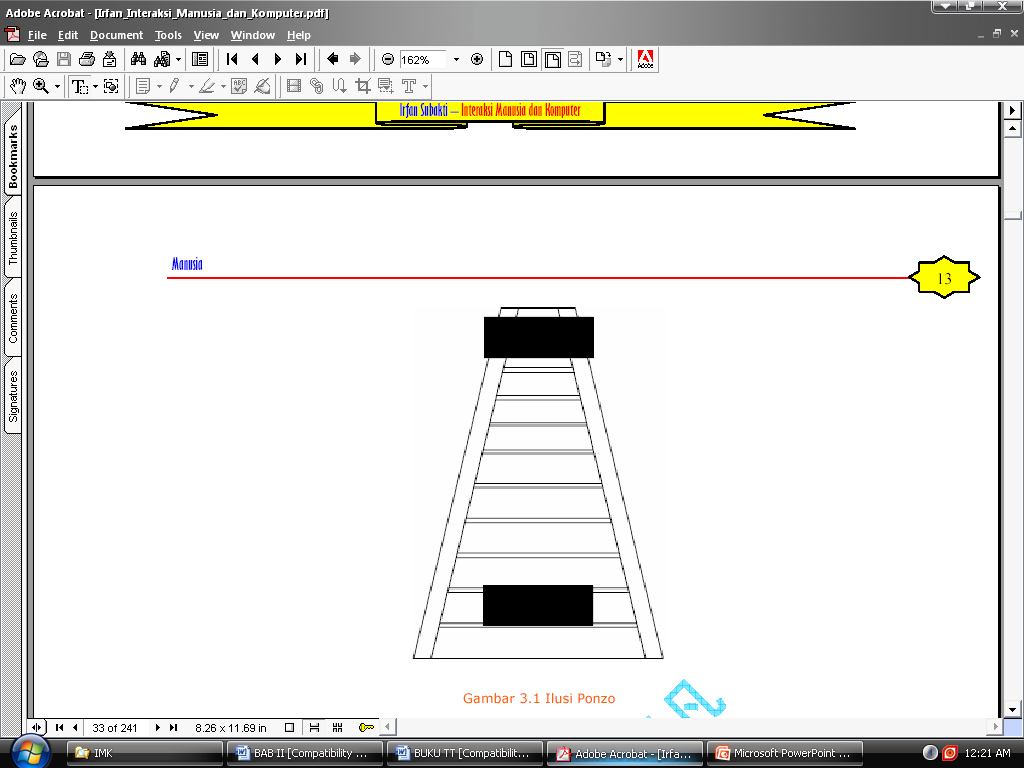 Adobe Acrobat - [Irfan_Interaksi_Manusia_dan_Komputer.pdf]
File Edit Document Tools View Window Help
162%
Adobe
Bookmarks
Thumbnails
Comments
Signatures
Irfan Subakti – Interaksi Manusia dan Komputer
Manusia
13
Gambar 3.1 Ilusi Ponzo
33 of 241
8.26 x 11.69 in
IMK
BAB II [Compatibility ...
BUKU TT [Compatibilit...
Adobe Acrobat - [Irfa...
Microsoft PowerPoint ...
12:21 AM